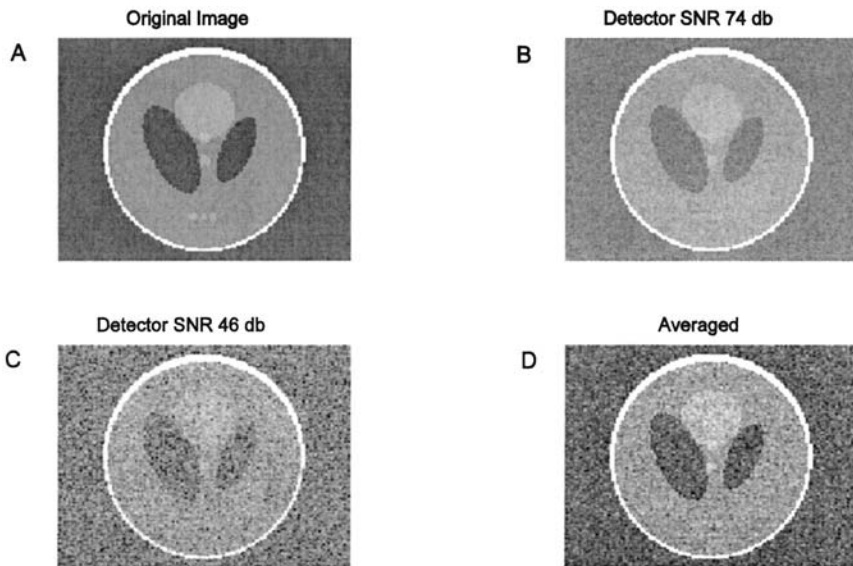 Original Image
A
Detector SNR 74 db
B
Detector SNR 46 db
C
Averaged
D